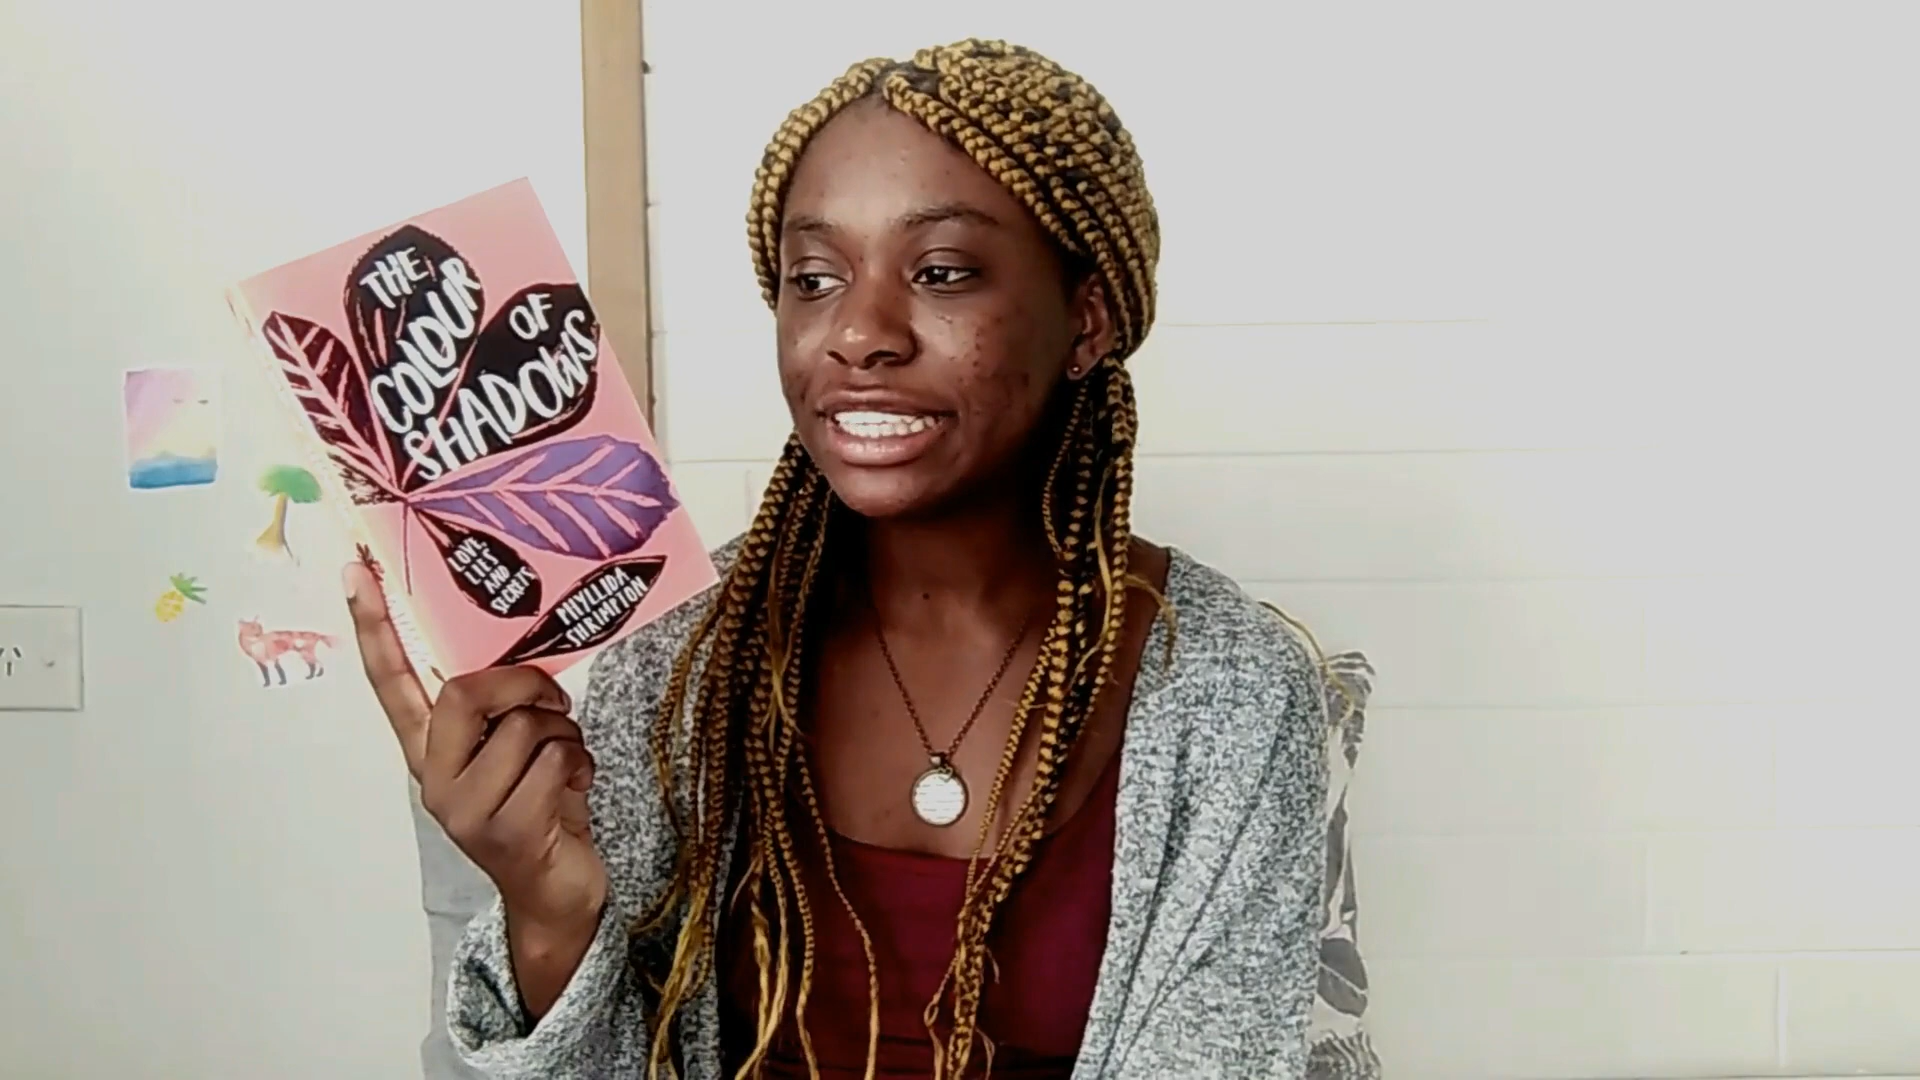 THE
COLOUR
OF
SHADOWS
LOVE,
LIES
AND
SECRETS
PHYLLIDA
SHRIMPTON